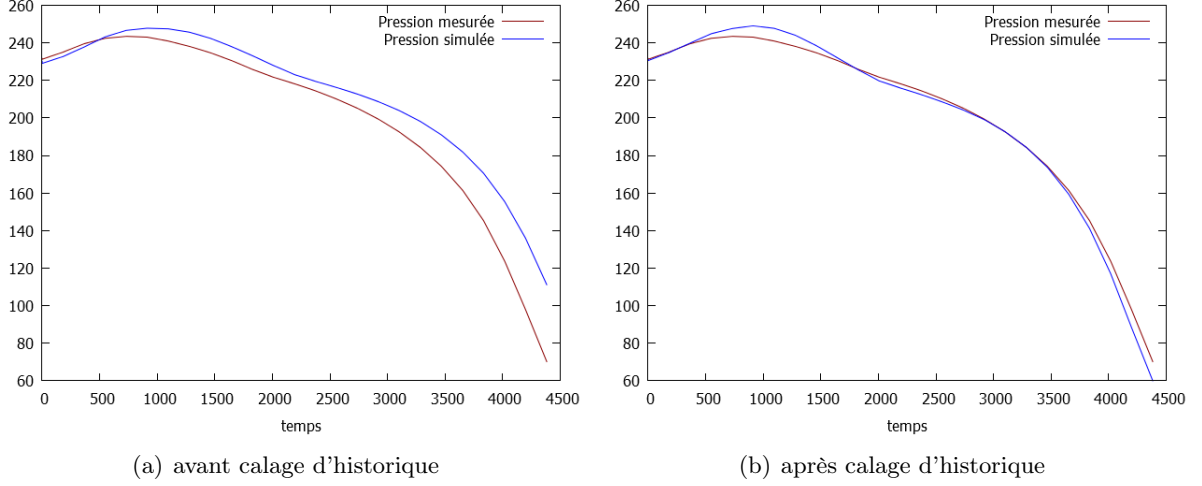 260
240
220
200
180
160
140
120
100
80
60
0 500 1000 1500 2000 2500 3000 3500 4000 4500
temps
Pression mesurée
Pression simulée
(a) avant calage d'historique
260
240
220
200
180
160
140
120
100
80
60
0 500 1000 1500 2000 2500 3000 3500 4000 4500
temps
Pression mesurée
Pression simulée
(b) après calage d'historique